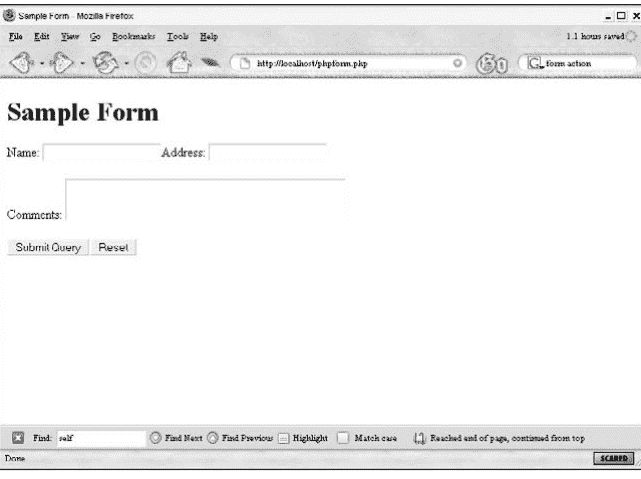 Sample Form - Mozilla Firefox
File Edit View Go Bookmarks Tools Help
1.1 hours saved
http://localhost/phpform.php
Go
G form action
Sample Form
Name: Address:
Comments:
Submit Query Reset
Find: self Find Next Find Previous Highlight Match case Reached end of page, continued from top
Done